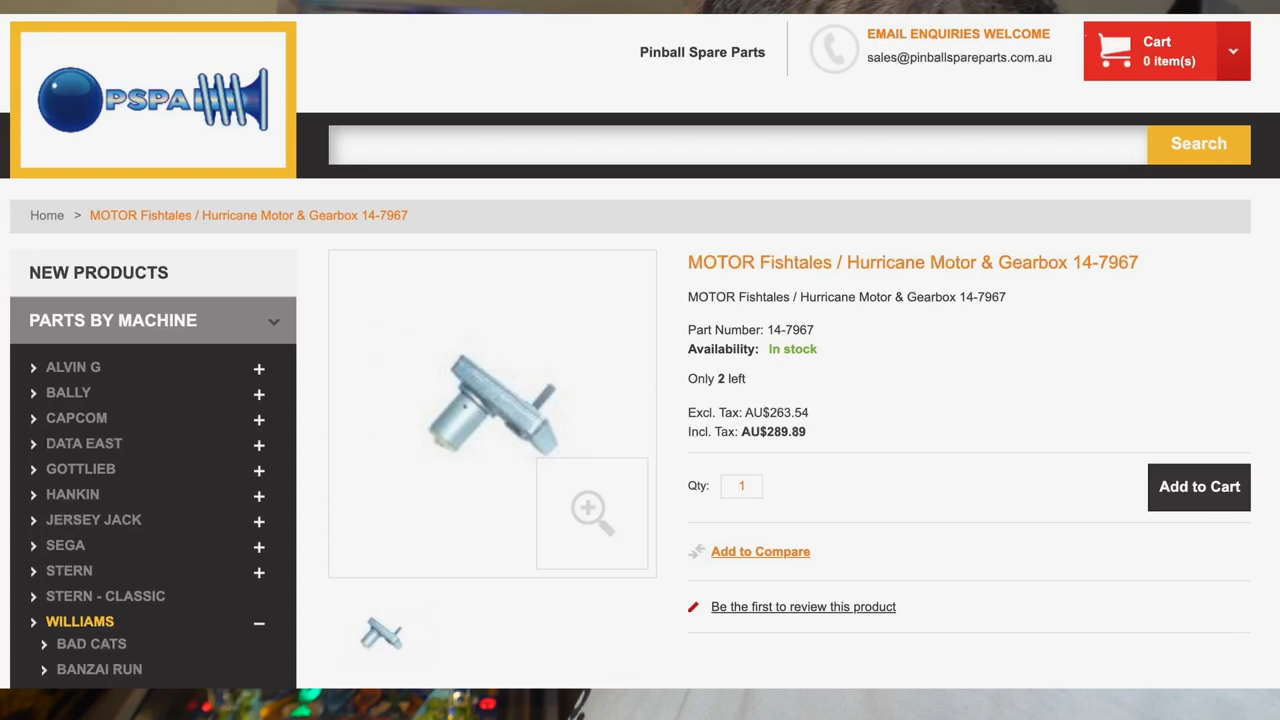 PSPA
Pinball Spare Parts
EMAIL ENQUIRIES WELCOME
sales@pinballspareparts.com.au
Cart
0 item(s)
Search
Home > MOTOR Fishtales / Hurricane Motor & Gearbox 14-7967
NEW PRODUCTS
PARTS BY MACHINE
ALVIN G
BALLY
CAPCOM
DATA EAST
GOTTLIEB
HANKIN
JERSEY JACK
SEGA
STERN
STERN - CLASSIC
WILLIAMS
BAD CATS
BANZAI RUN
MOTOR Fishtales / Hurricane Motor & Gearbox 14-7967
MOTOR Fishtales / Hurricane Motor & Gearbox 14-7967
Part Number: 14-7967
Availability: In stock
Only 2 left
Excl. Tax: AU$263.54
Incl. Tax: AU$289.89
Qty: 1
Add to Cart
Add to Compare
Be the first to review this product